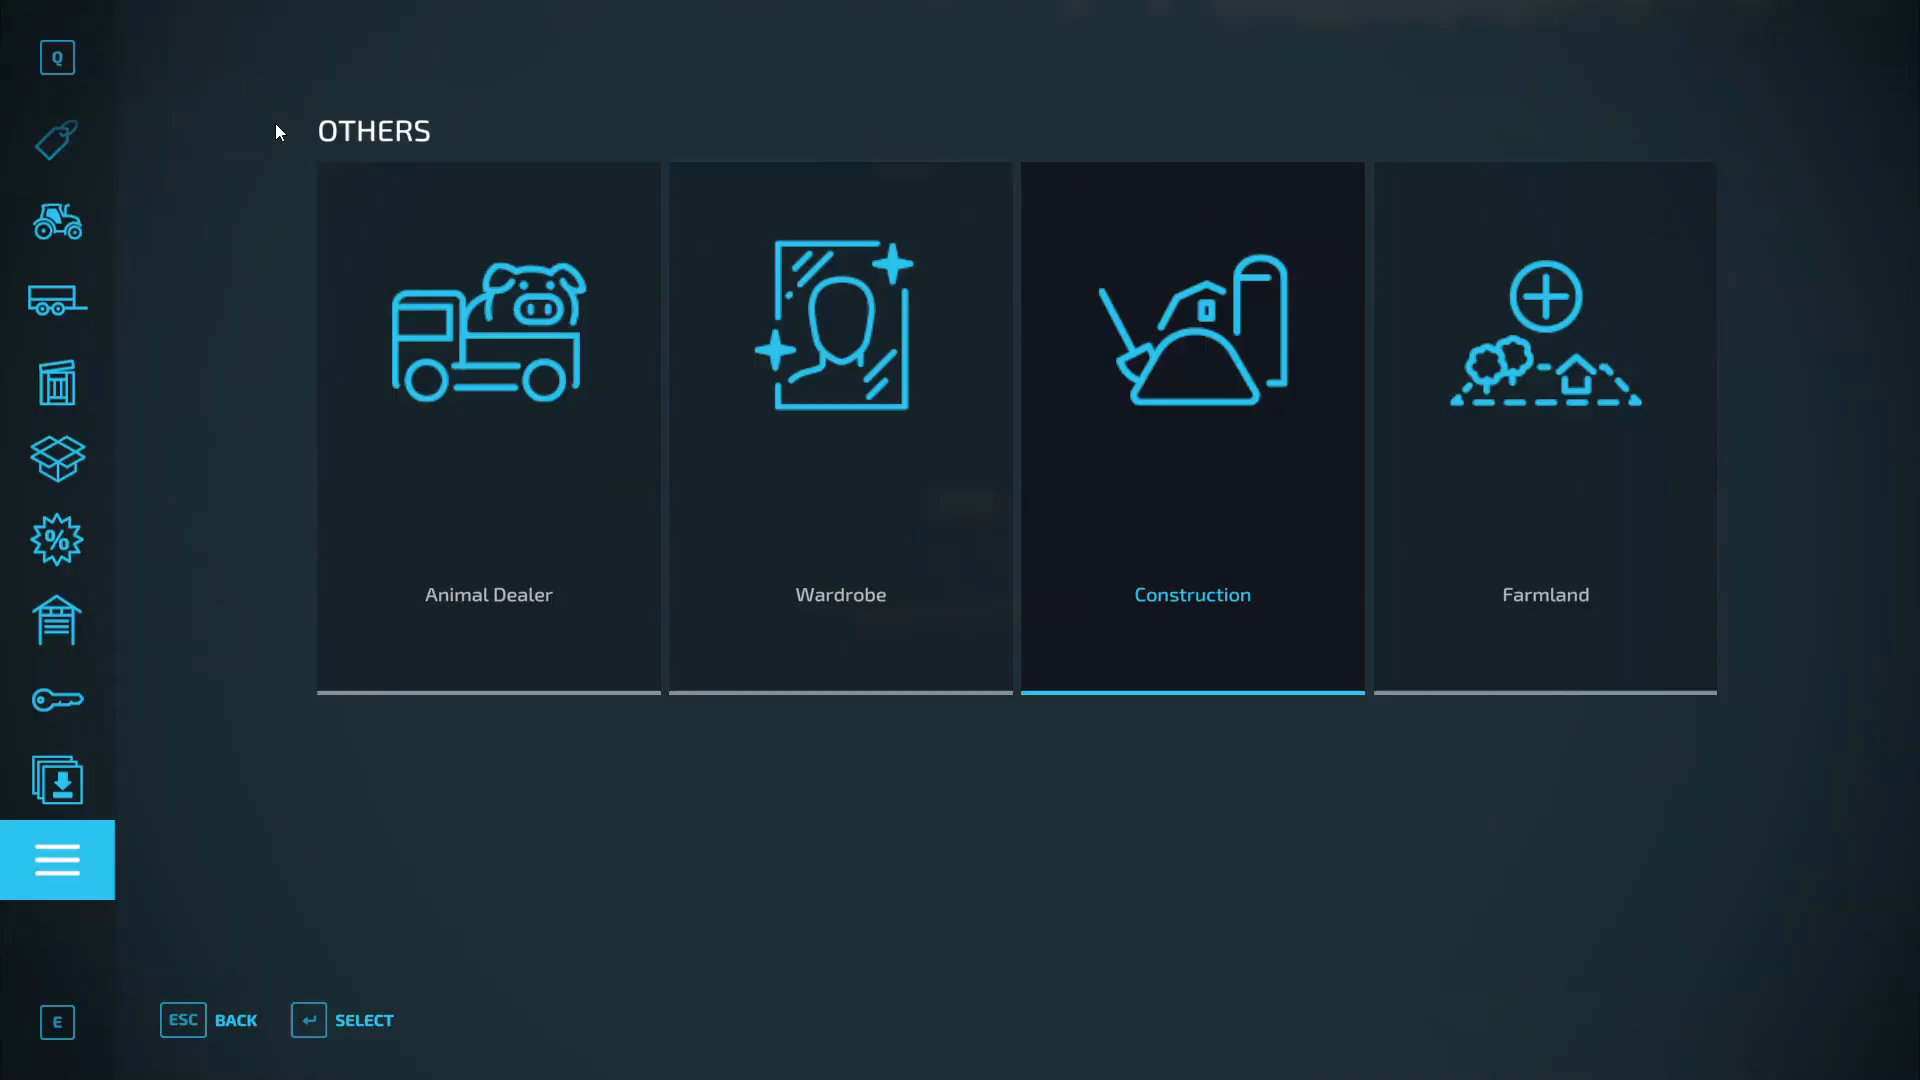 Q
OTHERS
%
Animal Dealer
Wardrobe
Construction
Farmland
E
ESC BACK
↵ SELECT